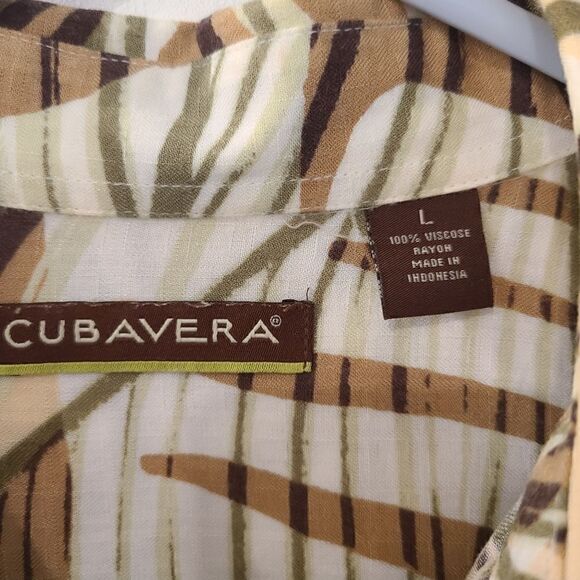 CUBAVERA®
L
100% VISCOSE
RAYON
MADE IN
INDONESIA